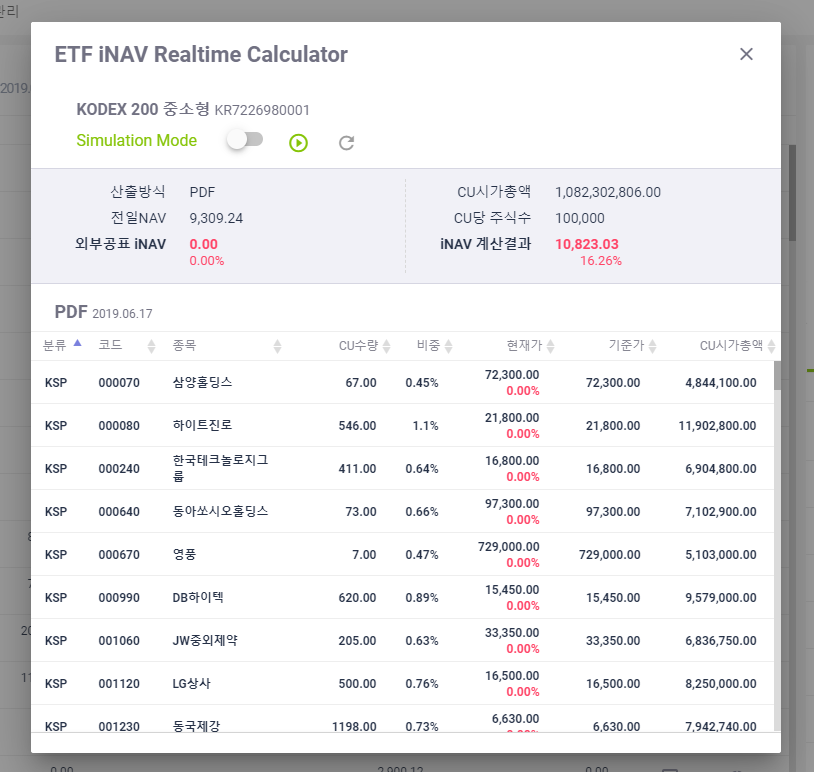 관리
2019.
ETF iNAV Realtime Calculator
KODEX 200 중소형 KR7226980001
Simulation Mode
산출방식 PDF CU시가총액 1,082,302,806.00
전일NAV 9,309.24 CU당 주식수 100,000
외부공표 iNAV 0.00 iNAV 계산결과 10,823.03
0.00% 16.26%
PDF 2019.06.17
분류 코드 종목 CU수량 비중 현재가 기준가 CU시가총액
KSP 000070 삼양홀딩스 67.00 0.45% 72,300.00 72,300.00 4,844,100.00
0.00%
KSP 000080 하이트진로 546.00 1.1% 21,800.00 21,800.00 11,902,800.00
0.00%
KSP 000240 한국테크놀로지그 411.00 0.64% 16,800.00 16,800.00 6,904,800.00
룹 0.00%
KSP 000640 동아쏘시오홀딩스 73.00 0.66% 97,300.00 97,300.00 7,102,900.00
0.00%
KSP 000670 영풍 7.00 0.47% 729,000.00 729,000.00 5,103,000.00
0.00%
KSP 000990 DB하이텍 620.00 0.89% 15,450.00 15,450.00 9,579,000.00
0.00%
KSP 001060 JW중외제약 205.00 0.63% 33,350.00 33,350.00 6,836,750.00
0.00%
KSP 001120 LG상사 500.00 0.76% 16,500.00 16,500.00 8,250,000.00
0.00%
KSP 001230 동국제강 1198.00 0.73% 6,630.00 6,630.00 7,942,740.00
0.00%
0.00 2,900.12 0.00